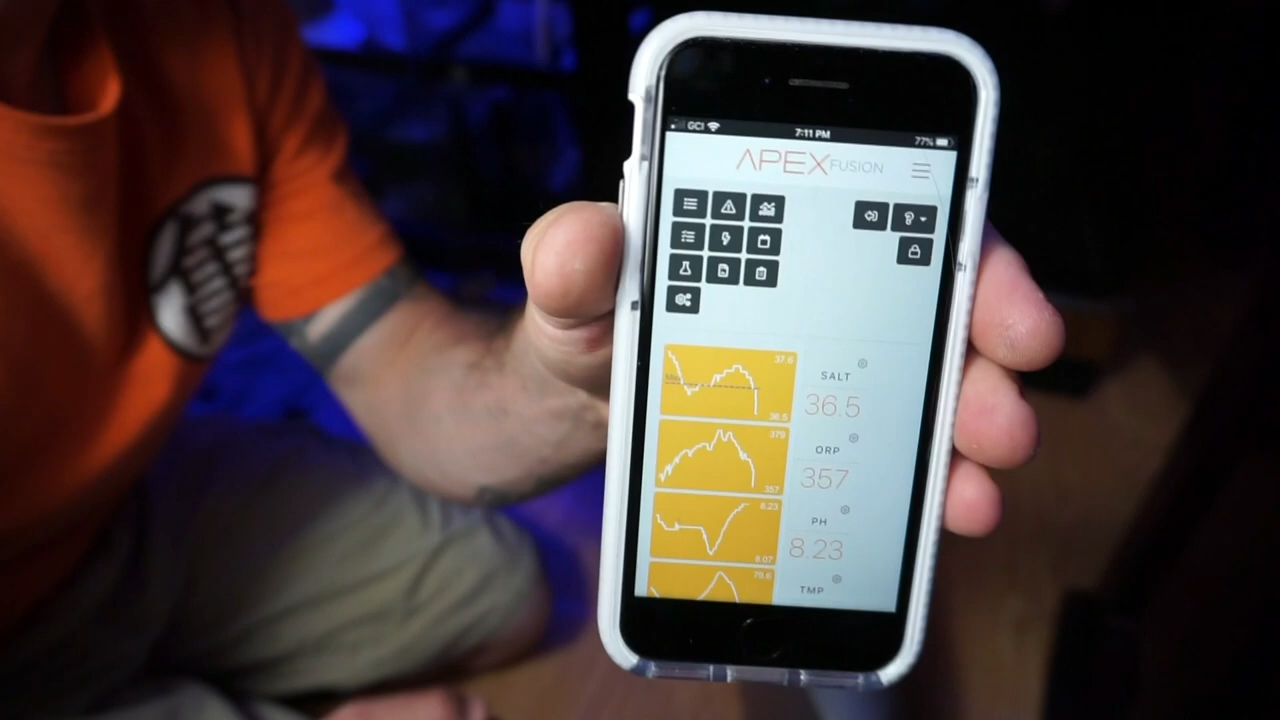 GCI 7:11 PM 77%
APEX FUSION
37.6
SALT
36.5
36.5
379
ORP
357
357
8.23
PH
8.23
8.07
79.6
TMP